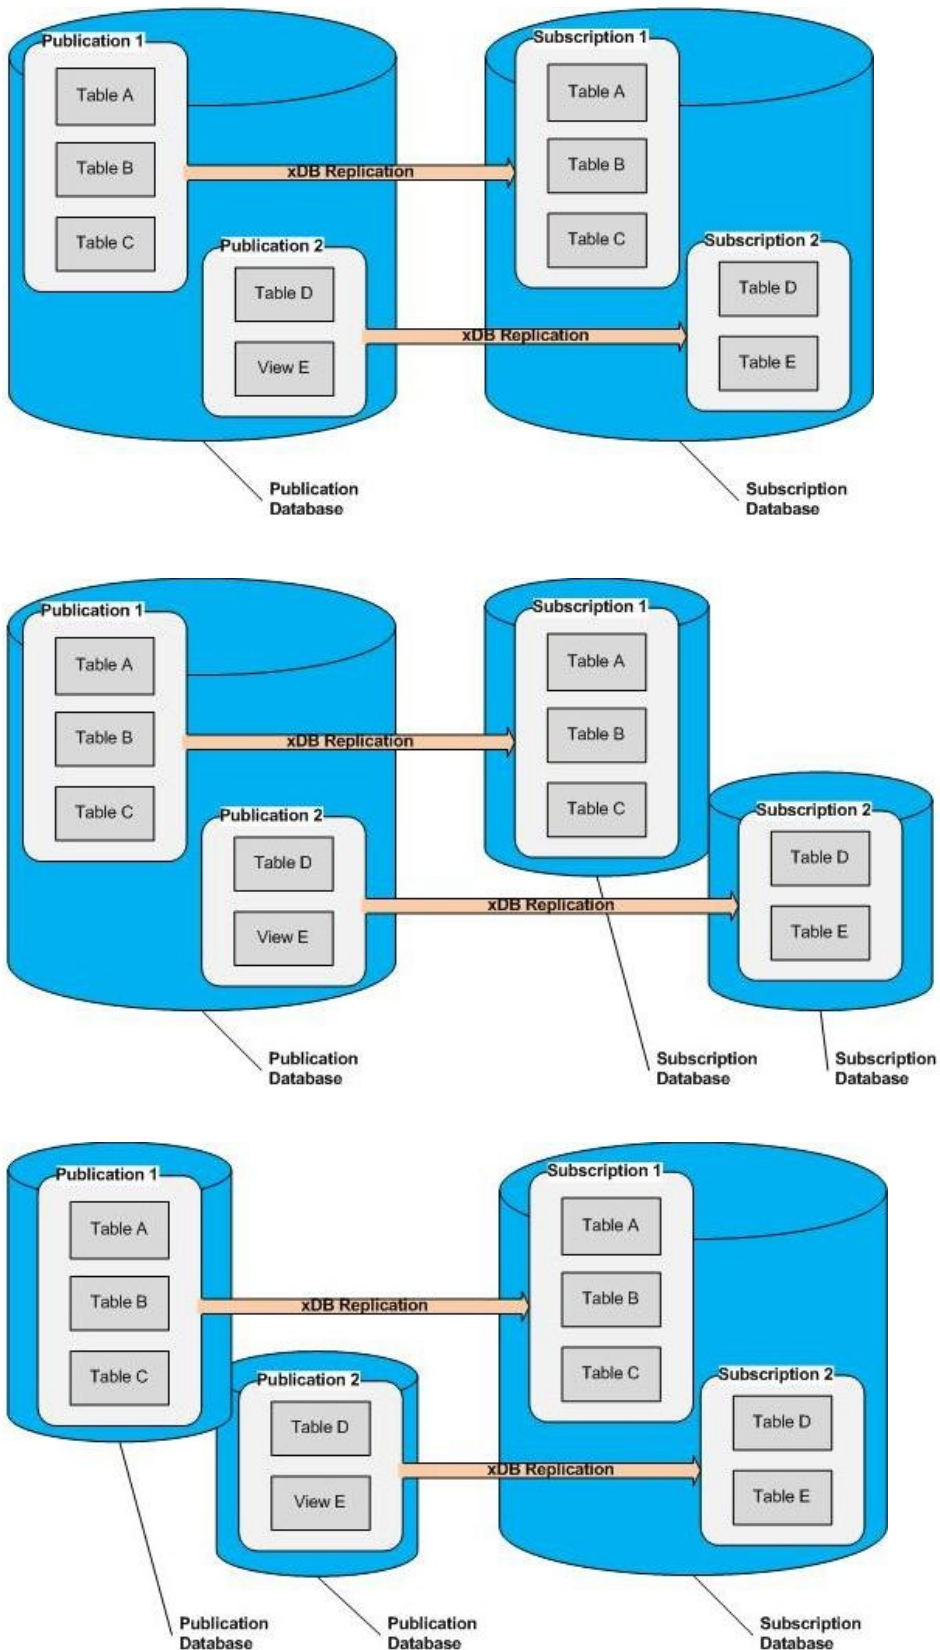 Publication 1
Table A
Table B
Table C
Publication 2
Table D
View E
xDB Replication
xDB Replication
Subscription 1
Table A
Table B
Table C
Subscription 2
Table D
Table E
Publication
Database
Subscription
Database
Publication 1
Table A
Table B
Table C
Publication 2
Table D
View E
xDB Replication
xDB Replication
Subscription 1
Table A
Table B
Table C
Subscription 2
Table D
Table E
Publication
Database
Subscription
Database
Subscription
Database
Publication 1
Table A
Table B
Table C
Publication 2
Table D
View E
xDB Replication
xDB Replication
Subscription 1
Table A
Table B
Table C
Subscription 2
Table D
Table E
Publication
Database
Publication
Database
Subscription
Database